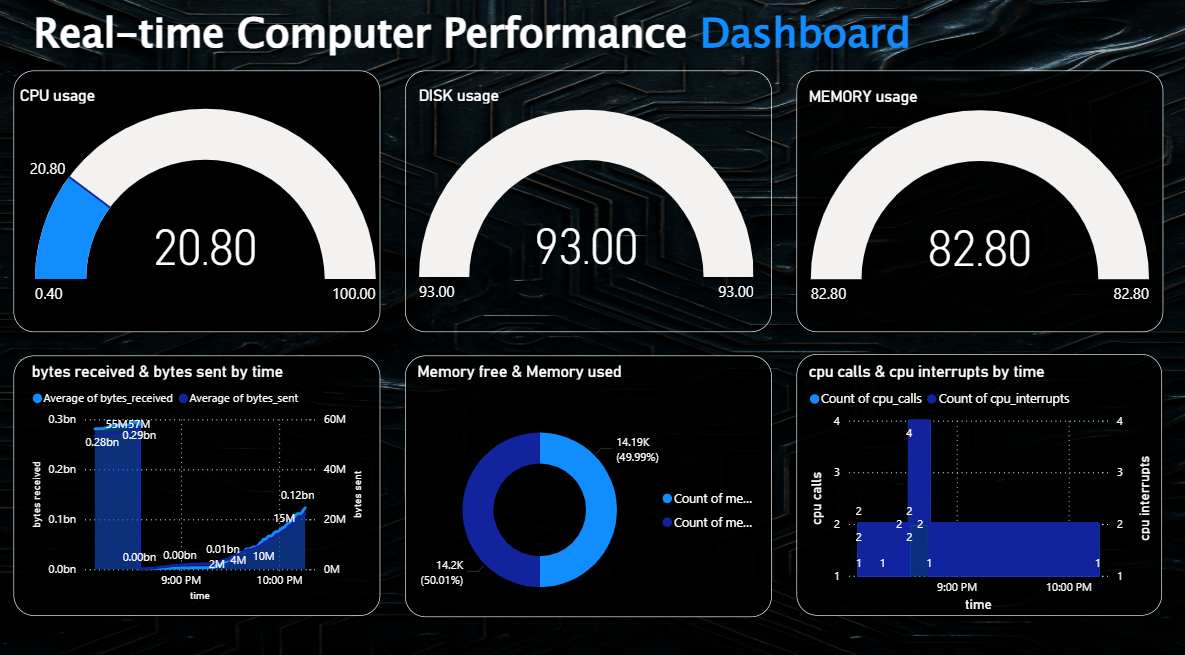 Real-time Computer Performance Dashboard
CPU usage
20.80
20.80
0.40
100.00
DISK usage
93.00
93.00
93.00
MEMORY usage
82.80
82.80
82.80
bytes received & bytes sent by time
Average of bytes_received
Average of bytes_sent
bytes received
0.3bn
0.2bn
0.1bn
0.0bn
60M
40M
20M
0M
bytes sent
0.28bn
55M
57M
0.29bn
0.00bn
0.00bn
0.01bn
2M
4M
10M
15M
0.12bn
9:00 PM
10:00 PM
time
Memory free & Memory used
14.19K
(49.99%)
14.2K
(50.01%)
Count of me...
Count of me...
cpu calls & cpu interrupts by time
Count of cpu_calls
Count of cpu_interrupts
cpu calls
4
3
2
1
4
3
2
1
cpu interrupts
4
2
2
2
2
2
2
1
1
1
1
9:00 PM
10:00 PM
time